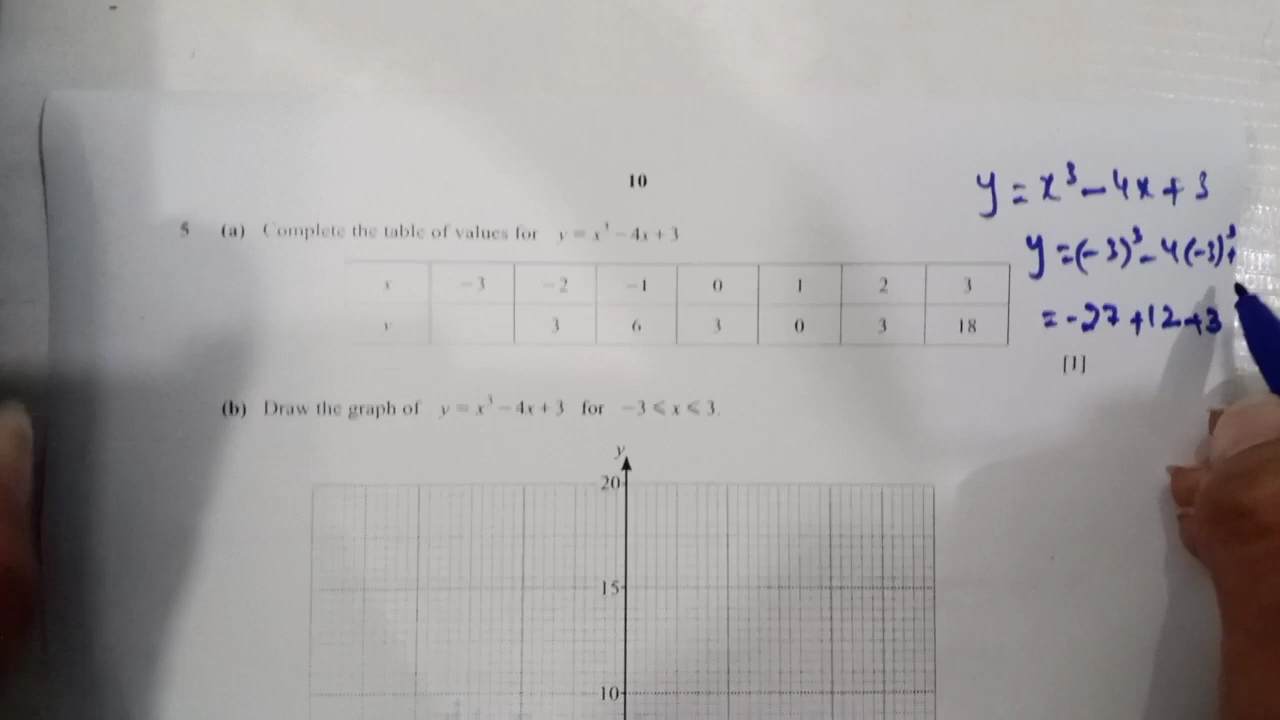 10
5 (a) Complete the table of values for y = x³ − 4x + 3
x −3 −2 −1 0 1 2 3
y 3 6 3 0 3 18
[1]
(b) Draw the graph of y = x³ − 4x + 3 for −3 ⩽ x ⩽ 3.
y
20
15
10
y = x³ − 4x + 3
y = (−3)³ − 4(−3) + 3
= −27 + 12 + 3